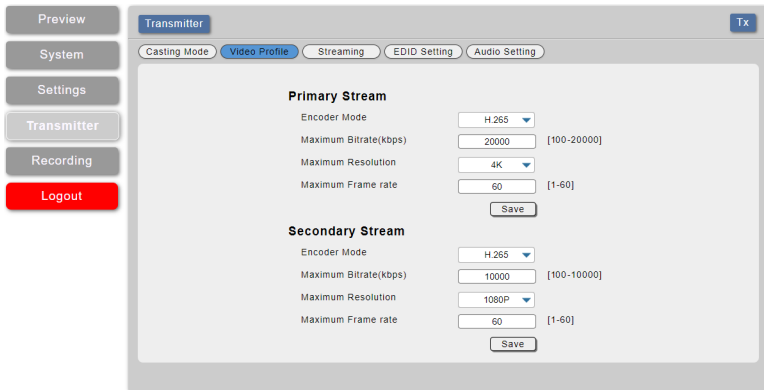 Preview
System
Settings
Transmitter
Recording
Logout
Transmitter Tx
Casting Mode Video Profile Streaming EDID Setting Audio Setting
Primary Stream
Encoder Mode H.265
Maximum Bitrate(kbps) 20000 [100-20000]
Maximum Resolution 4K
Maximum Frame rate 60 [1-60]
Save
Secondary Stream
Encoder Mode H.265
Maximum Bitrate(kbps) 10000 [100-10000]
Maximum Resolution 1080P
Maximum Frame rate 60 [1-60]
Save